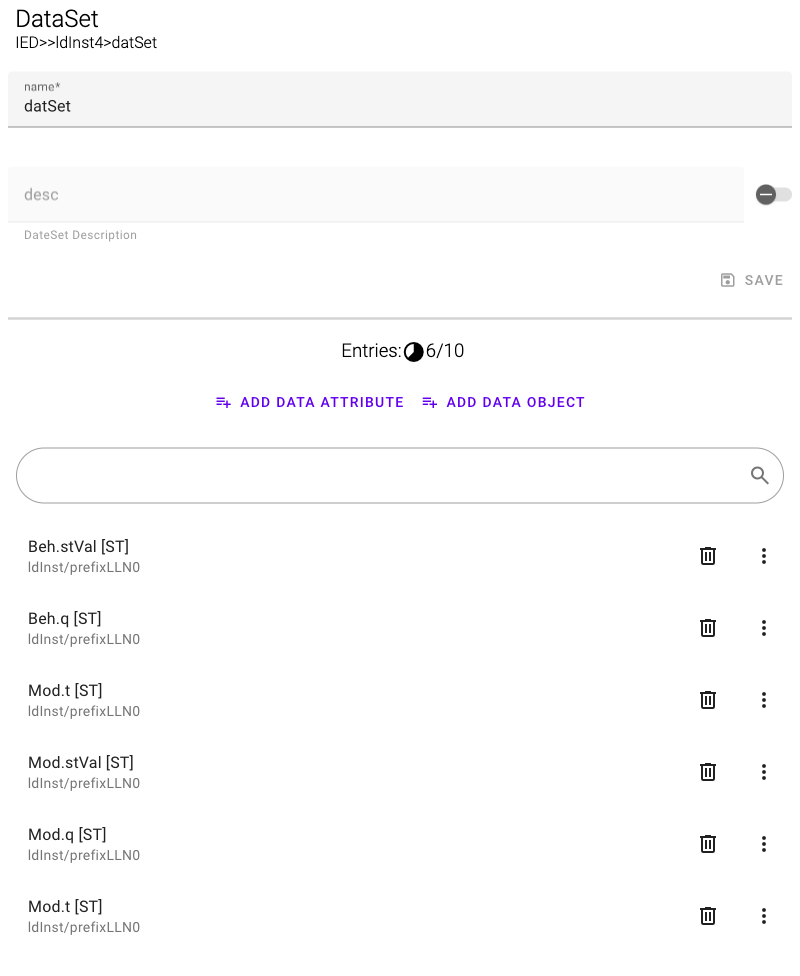 DataSet
IED>>ldInst4>datSet
name*
datSet
desc
DateSet Description
SAVE
Entries: 6/10
ADD DATA ATTRIBUTE ADD DATA OBJECT
Beh.stVal [ST]
ldInst/prefixLLN0
Beh.q [ST]
ldInst/prefixLLN0
Mod.t [ST]
ldInst/prefixLLN0
Mod.stVal [ST]
ldInst/prefixLLN0
Mod.q [ST]
ldInst/prefixLLN0
Mod.t [ST]
ldInst/prefixLLN0